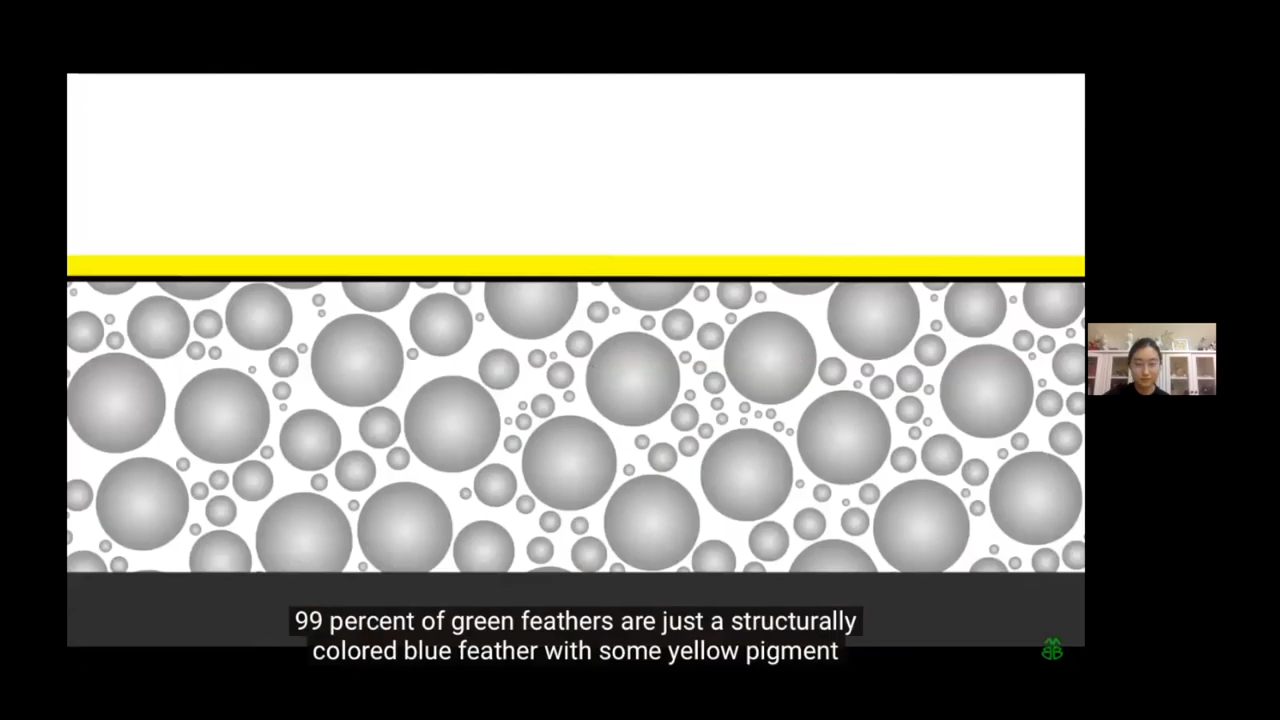 99 percent of green feathers are just a structurally
colored blue feather with some yellow pigment